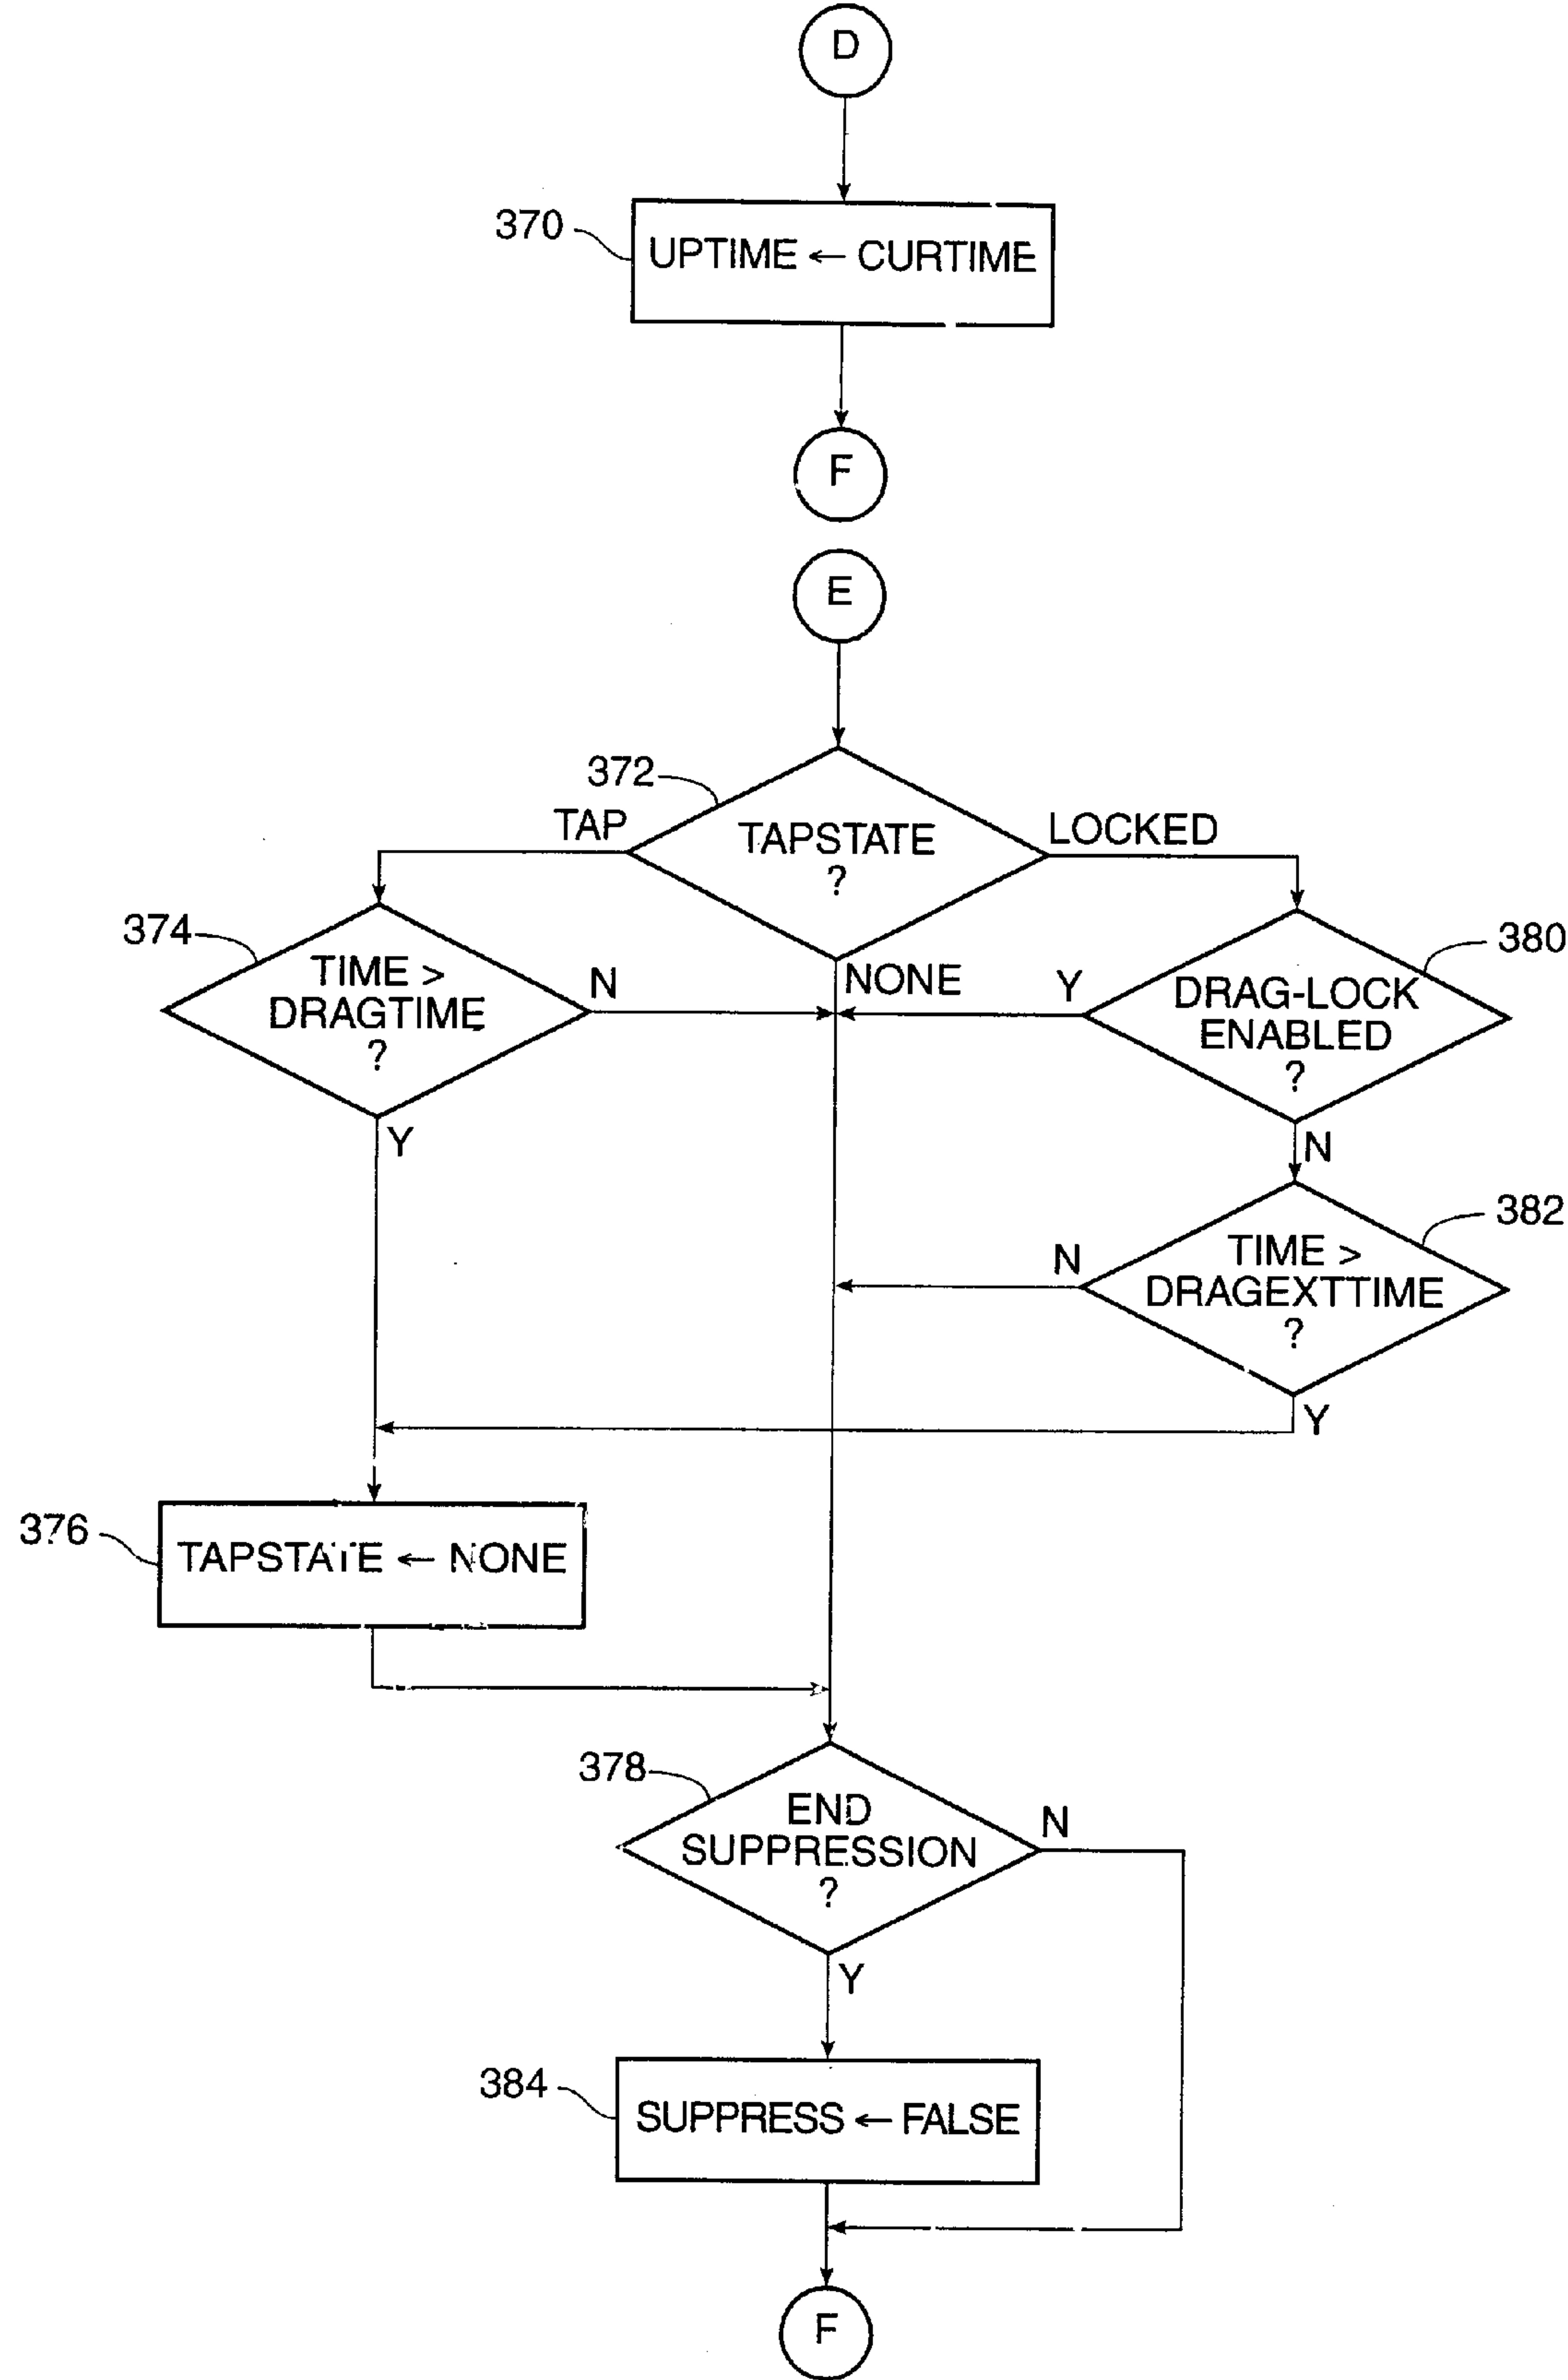 D
370
UPTIME ← CURTIME
F
E
372
TAP
TAPSTATE
?
LOCKED
374
TIME >
DRAGTIME
?
N
NONE
Y
380
DRAG-LOCK
ENABLED
?
Y
N
382
N
TIME >
DRAGEXTTIME
?
Y
376
TAPSTATE ← NONE
378
END
SUPPRESSION
?
N
Y
384
SUPPRESS ← FALSE
F